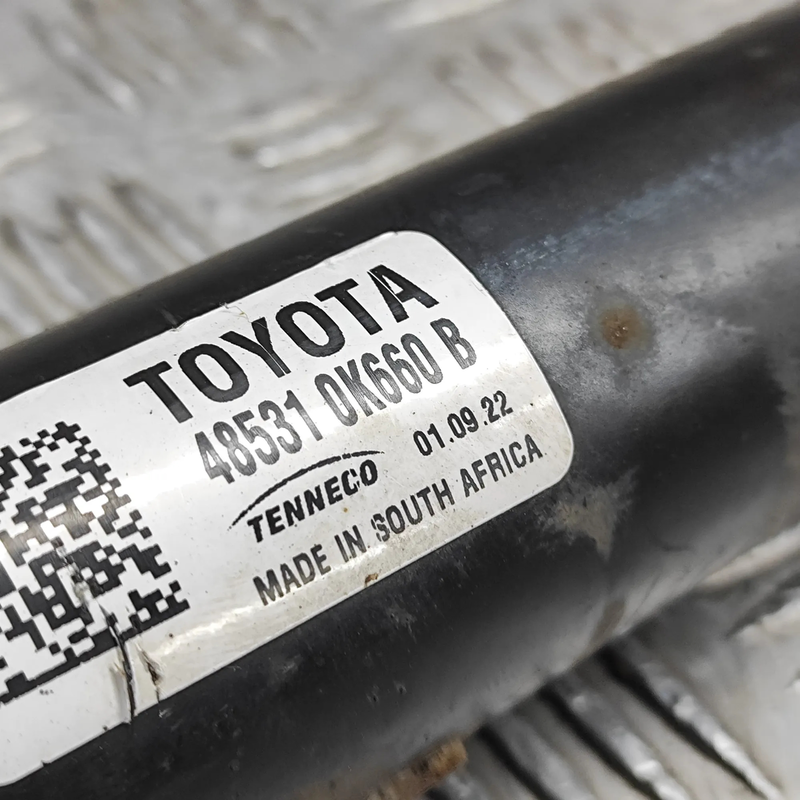 TOYOTA
48531 0K660 B
TENNECO 01.09.22
MADE IN SOUTH AFRICA